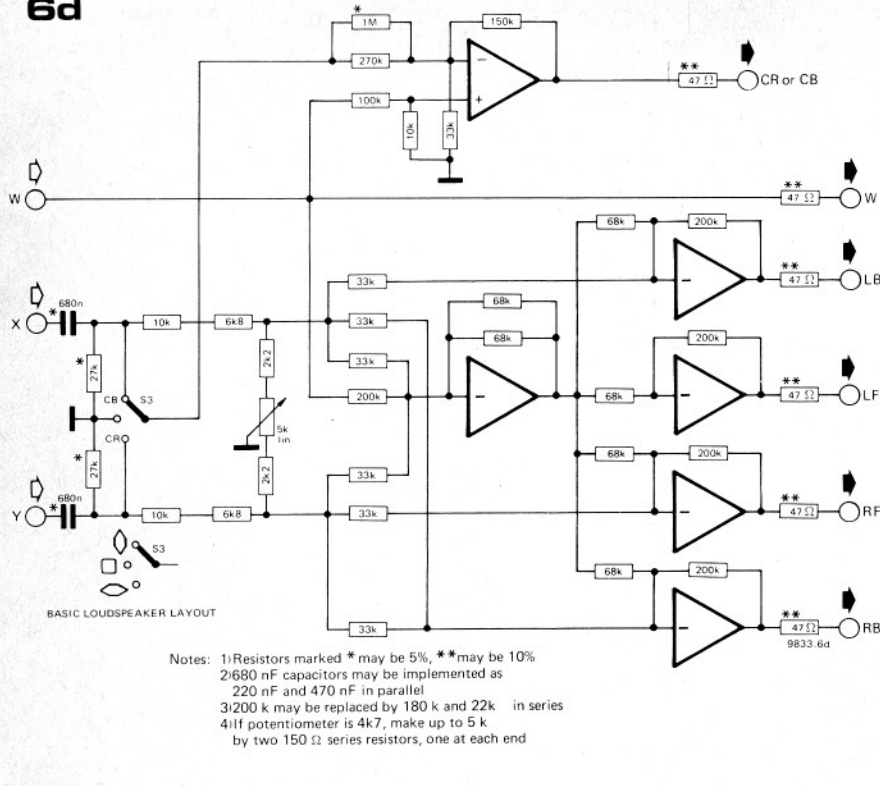 6d
*
1M
150k
270k
**
47 Ω
CR or CB
100k
10k
33k
W
**
47 Ω
W
68k
200k
**
47 Ω
LB
33k
680n
*
X
10k
6k8
33k
68k
68k
2k2
33k
200k
*
27k
CB
S3
200k
5k
lin
68k
**
47 Ω
LF
CR
*
27k
2k2
33k
68k
200k
680n
*
Y
10k
6k8
33k
**
47 Ω
RF
S3
68k
200k
BASIC LOUDSPEAKER LAYOUT
33k
**
47 Ω
RB
9833.6d
Notes: 1) Resistors marked * may be 5%, ** may be 10%
2) 680 nF capacitors may be implemented as
220 nF and 470 nF in parallel
3) 200 k may be replaced by 180 k and 22k in series
4) If potentiometer is 4k7, make up to 5 k
by two 150 Ω series resistors, one at each end